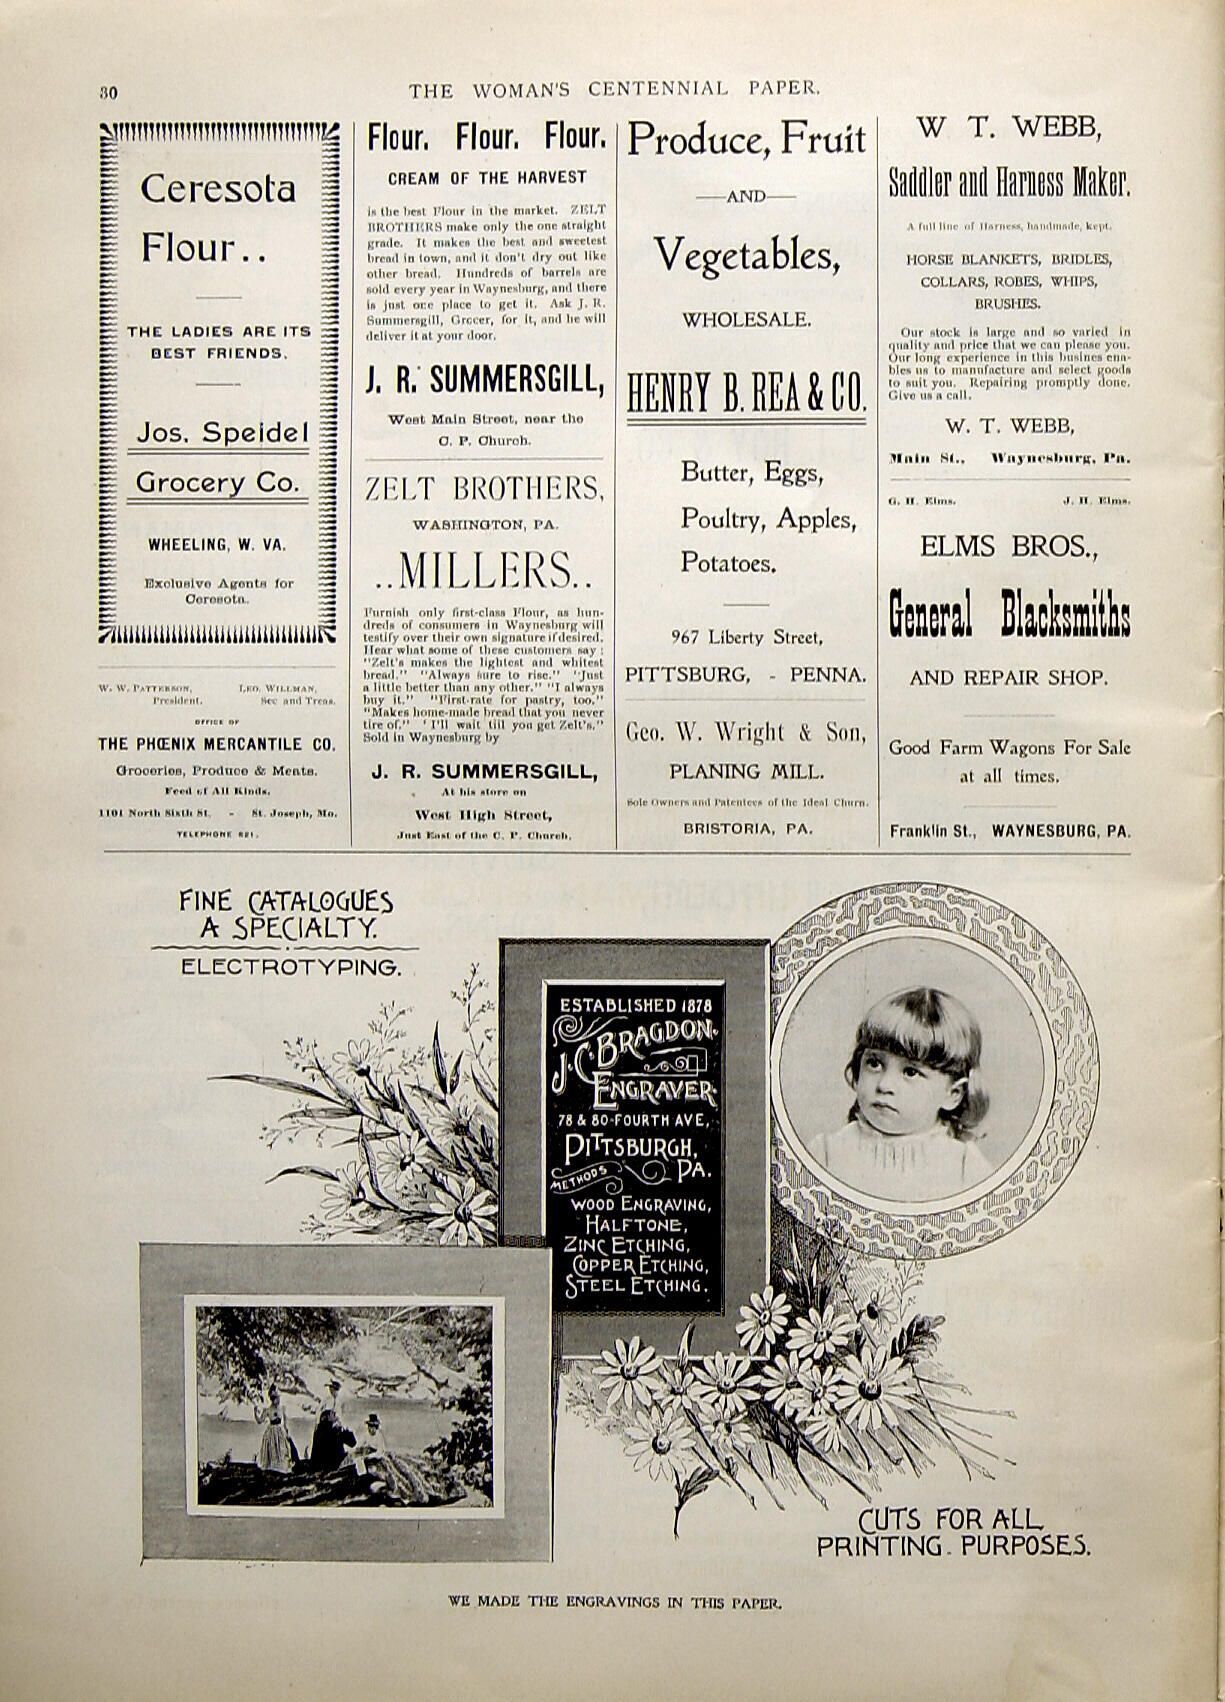 30
THE WOMAN'S CENTENNIAL PAPER.
Ceresota
Flour..
THE LADIES ARE ITS
BEST FRIENDS.
Jos. Speidel
Grocery Co.
WHEELING, W. VA.
Exclusive Agents for
Ceresota.
W. W. PATTERSON, LEO. WILLMAN,
President. Sec and Treas.
OFFICE OF
THE PHŒNIX MERCANTILE CO.
Groceries, Produce & Meats.
Feed of All Kinds.
1101 North Sixth St. - St. Joseph, Mo.
TELEPHONE 821.
Flour. Flour. Flour.
CREAM OF THE HARVEST
is the best Flour in the market. ZELT
BROTHERS make only the one straight
grade. It makes the best and sweetest
bread in town, and it don't dry out like
other bread. Hundreds of barrels are
sold every year in Waynesburg, and there
is just one place to get it. Ask J. R.
Summersgill, Grocer, for it, and he will
deliver it at your door.
J. R. SUMMERSGILL,
West Main Street, near the
C. P. Church.
ZELT BROTHERS,
WASHINGTON, PA.
..MILLERS..
Furnish only first-class Flour, as hun-
dreds of consumers in Waynesburg will
testify over their own signature if desired.
Hear what some of these customers say:
"Zelt's makes the lightest and whitest
bread." "Always sure to rise." "Just
a little better than any other." "I always
buy it." "First-rate for pastry, too."
"Makes home-made bread that you never
tire of." 'I'll wait till you get Zelt's."
Sold in Waynesburg by
J. R. SUMMERSGILL,
At his store on
West High Street,
Just East of the C. P. Church.
Produce, Fruit
—AND—
Vegetables,
WHOLESALE.
HENRY B. REA & CO.
Butter, Eggs,
Poultry, Apples,
Potatoes.
967 Liberty Street,
PITTSBURG, - PENNA.
Geo. W. Wright & Son,
PLANING MILL.
Sole Owners and Patentees of the Ideal Churn.
BRISTORIA, PA.
W T. WEBB,
Saddler and Harness Maker.
A full line of Harness, handmade, kept.
HORSE BLANKETS, BRIDLES,
COLLARS, ROBES, WHIPS,
BRUSHES.
Our stock is large and so varied in
quality and price that we can please you.
Our long experience in this busines ena-
bles us to manufacture and select goods
to suit you. Repairing promptly done.
Give us a call.
W. T. WEBB,
Main St., Waynesburg, Pa.
G. H. Elms. J. H. Elms.
ELMS BROS.,
General Blacksmiths
AND REPAIR SHOP.
Good Farm Wagons For Sale
at all times.
Franklin St., WAYNESBURG, PA.
FINE CATALOGUES
A SPECIALTY.
ELECTROTYPING.
ESTABLISHED 1878
J.C. BRAGDON.
ENGRAVER.
78 & 80-FOURTH AVE,
PITTSBURGH,
PA.
METHODS
WOOD ENGRAVING,
HALFTONE,
ZINC ETCHING,
COPPER ETCHING,
STEEL ETCHING.
CUTS FOR ALL
PRINTING. PURPOSES.
WE MADE THE ENGRAVINGS IN THIS PAPER.